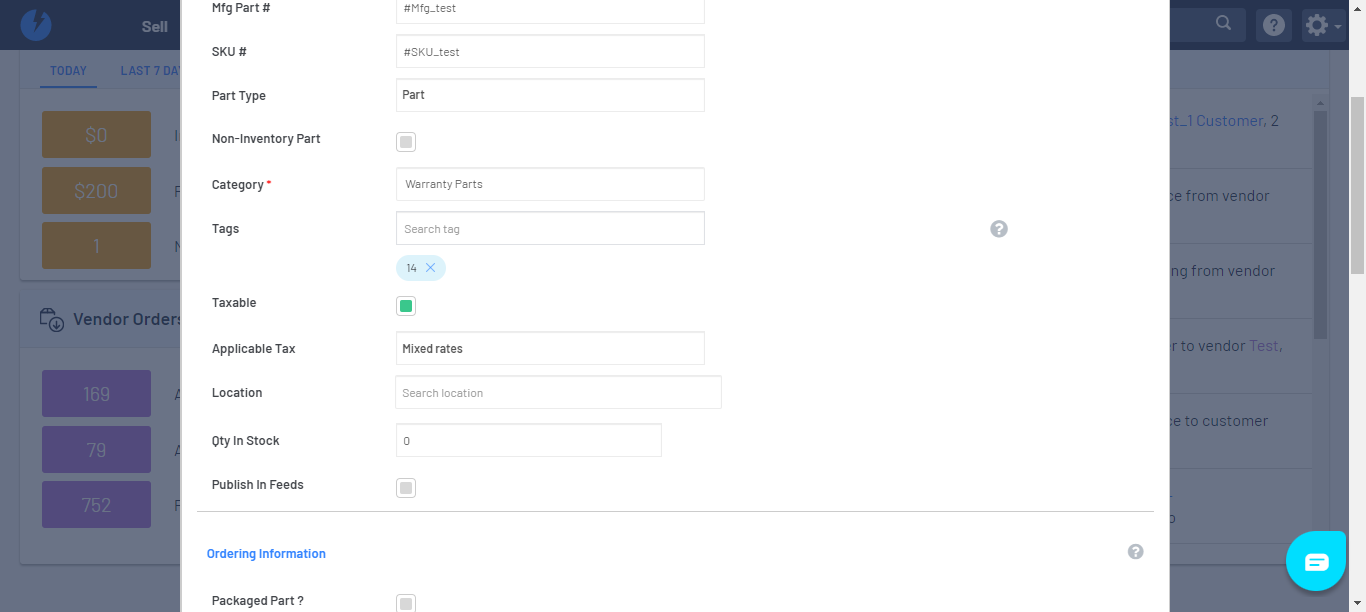 Sell
TODAY
LAST 7 DA
$0
$200
1
Vendor Orders
169
79
752
Mfg Part #
#Mfg_test
SKU #
#SKU_test
Part Type
Part
Non-Inventory Part
Category *
Warranty Parts
Tags
Search tag
?
14
Taxable
Applicable Tax
Mixed rates
Location
Search location
Qty In Stock
0
Publish In Feeds
Ordering Information
?
Packaged Part ?
?
st_1 Customer, 2
ce from vendor
ng from vendor
r to vendor Test,
ce to customer